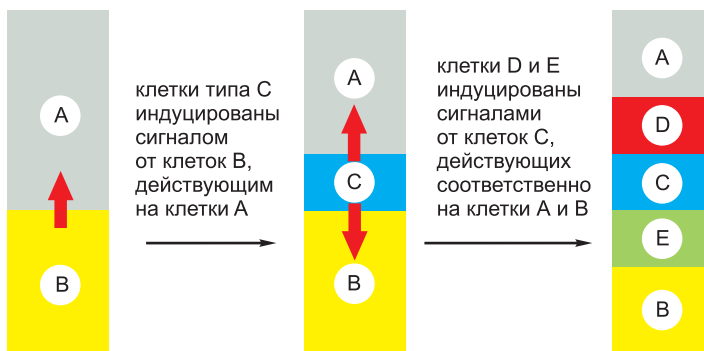 A
B
клетки типа C
индуцированы
сигналом
от клеток B,
действующим
на клетки A
A
C
B
клетки D и E
индуцированы
сигналами
от клеток C,
действующих
соответственно
на клетки A и B
A
D
C
E
B